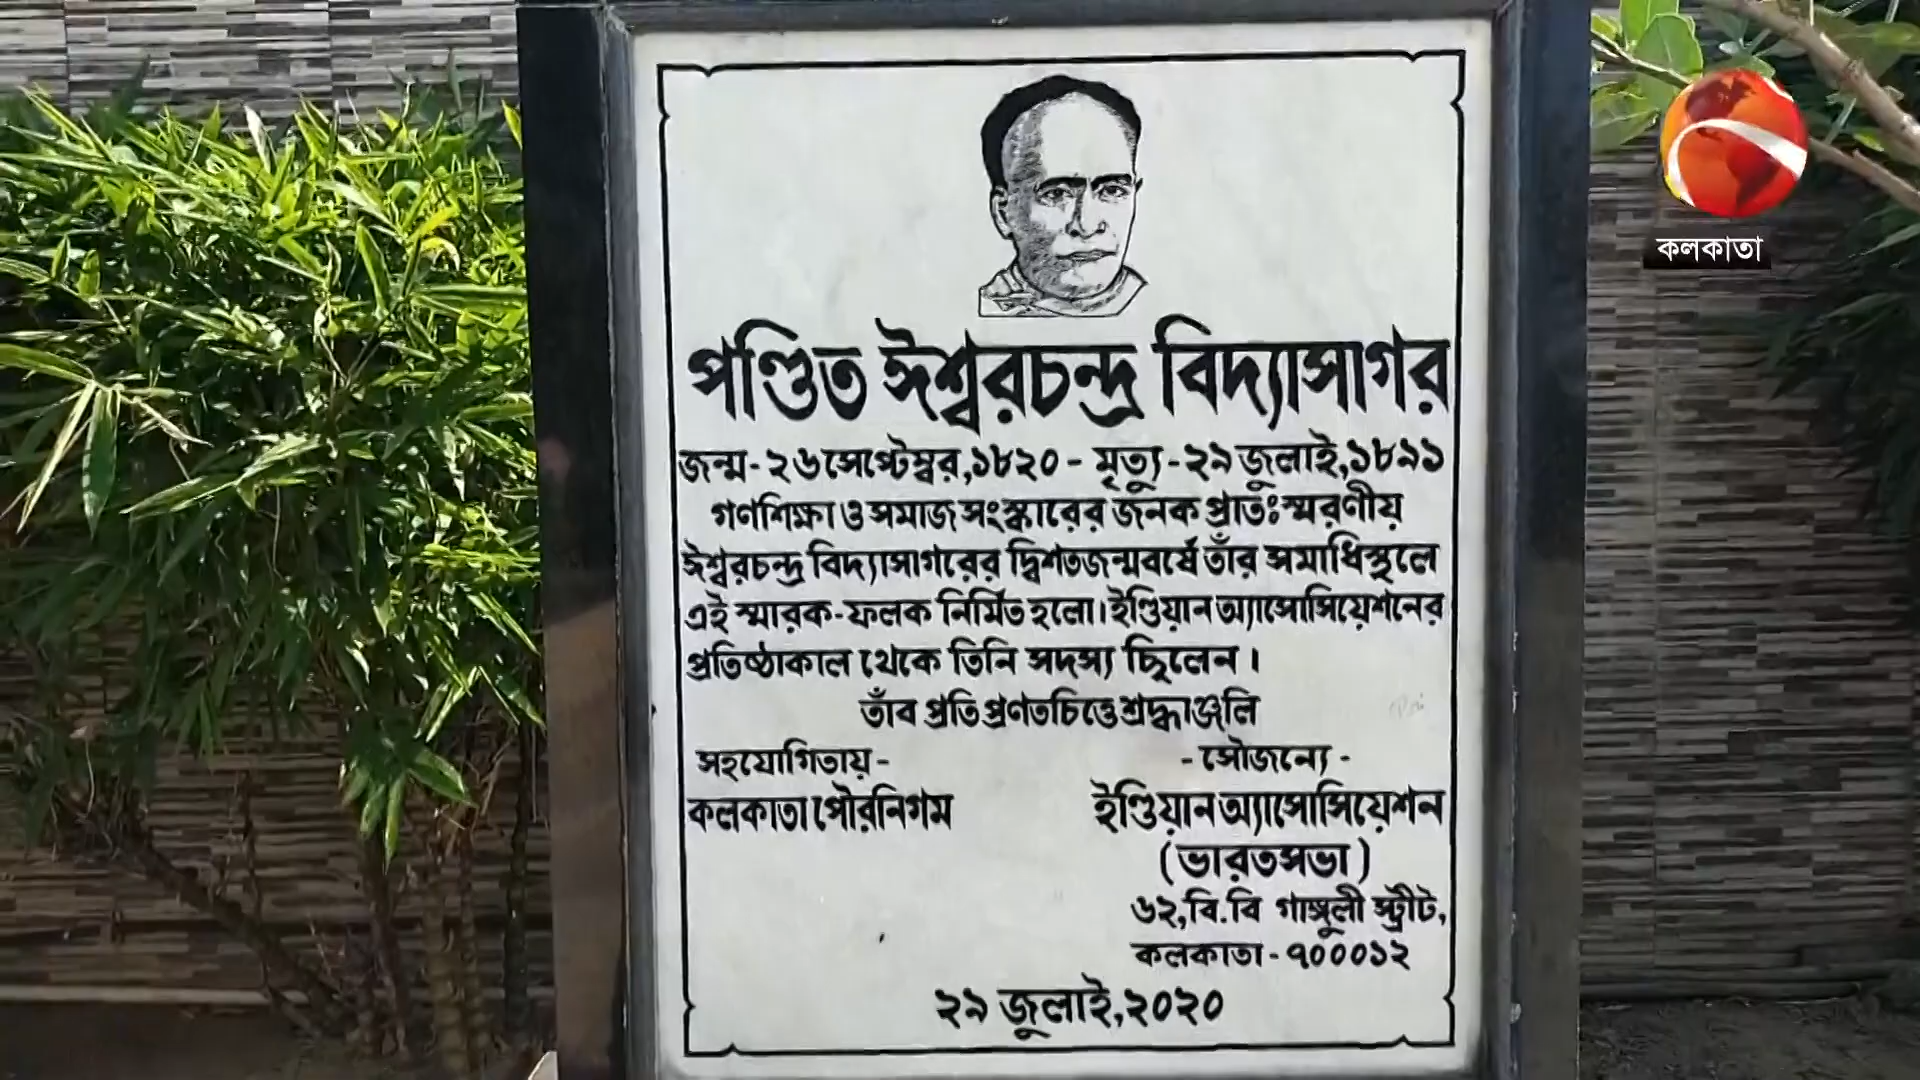 কলকাতা
পণ্ডিত ঈশ্বরচন্দ্র বিদ্যাসাগর
জন্ম-২৬সেপ্টেম্বর,১৮২০- মৃত্যু-২৯ জুলাই,১৮৯১
গণশিক্ষা ও সমাজ সংস্কারের জনক প্রাতঃস্মরণীয়
ঈশ্বরচন্দ্র বিদ্যাসাগরের দ্বিশতজন্মবর্ষে তাঁর সমাধিস্থলে
এই স্মারক-ফলক নির্মিত হলো। ইণ্ডিয়ান অ্যাসোসিয়েশনের
প্রতিষ্ঠাকাল থেকে তিনি সদস্য ছিলেন।
তাঁব প্রতি প্রণতচিত্তে শ্রদ্ধাঞ্জলি
সহযোগিতায়-
-সৌজন্যে-
কলকাতা পৌরনিগম
ইণ্ডিয়ান অ্যাসোসিয়েশন
(ভারতসভা)
৬২,বি.বি গাঙ্গুলী স্ট্রীট,
কলকাতা-৭০০০১২
২৯ জুলাই,২০২০